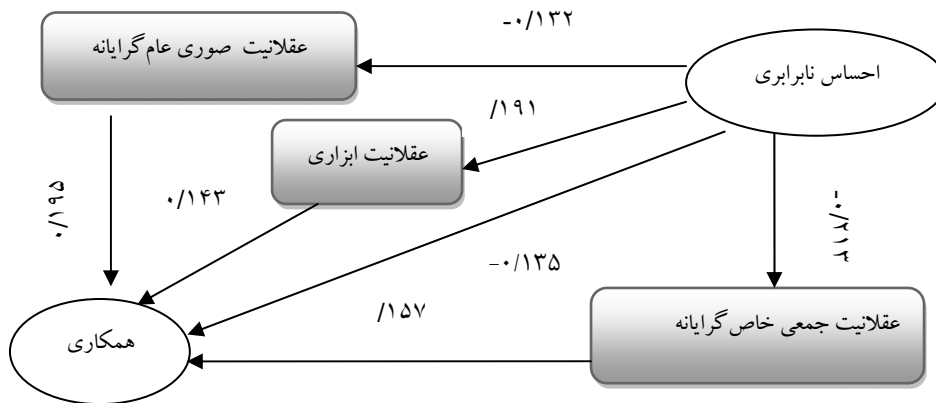 -۰/۱۳۲
عقلانیت صوری عام گرایانه
احساس نابرابری
/۱۹۱
عقلانیت ابزاری
۰/۱۹۵
۰/۱۴۳
-۰/۲۱۳
-۰/۱۳۵
/۱۵۷
عقلانیت جمعی خاص گرایانه
همکاری